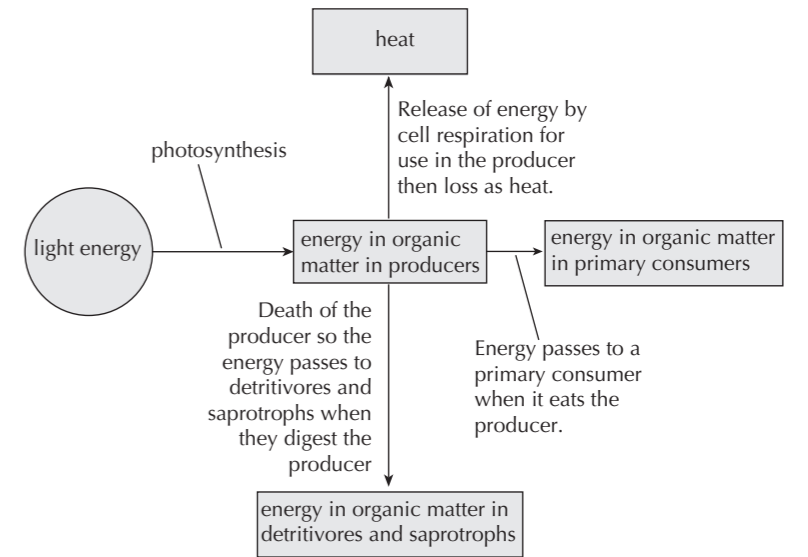 heat
Release of energy by
cell respiration for
use in the producer
then loss as heat.
photosynthesis
light energy
energy in organic
matter in producers
energy in organic matter
in primary consumers
Death of the
producer so the
energy passes to
detritivores and
saprotrophs when
they digest the
producer
Energy passes to a
primary consumer
when it eats the
producer.
energy in organic matter in
detritivores and saprotrophs